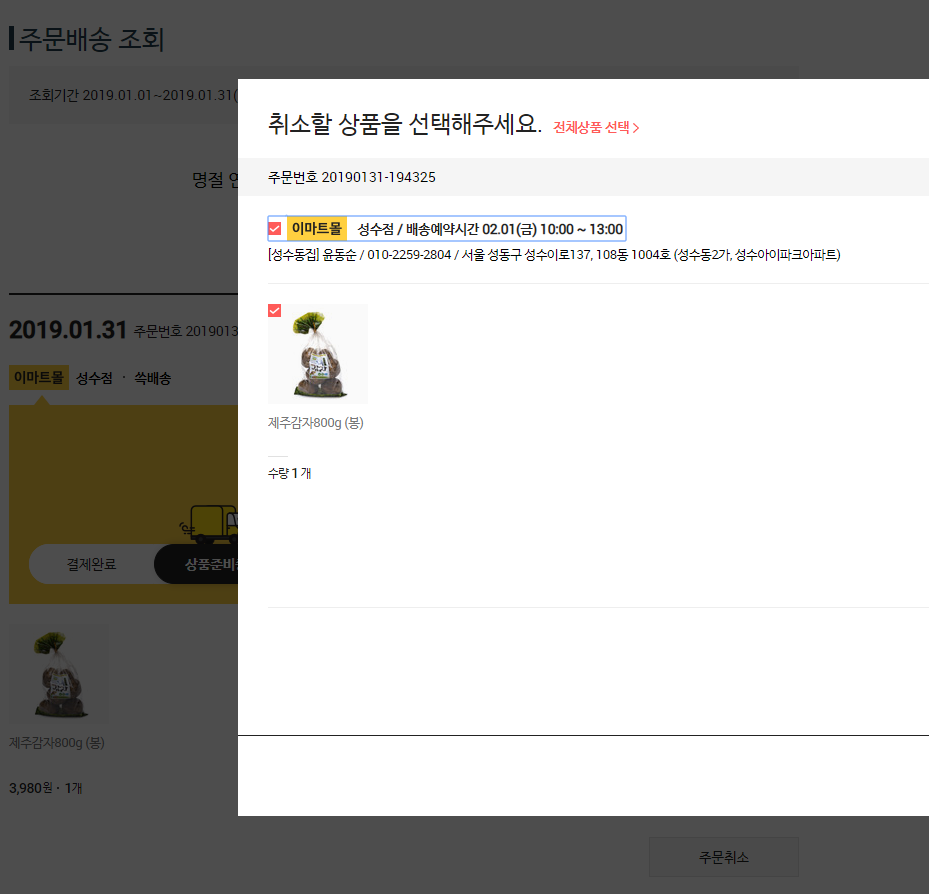 주문배송 조회
조회기간 2019.01.01~2019.01.31(
명절
취소할 상품을 선택해주세요. 전체상품 선택 >
주문번호 20190131-194325
이마트몰 성수점 / 배송예약시간 02.01(금) 10:00 ~ 13:00
[성수동집] 윤동순 / 010-2259-2804 / 서울 성동구 성수이로137, 108동 1004호 (성수동2가, 성수아이파크아파트)
제주감자800g (봉)
수량 1 개
2019.01.31 주문번호 2019013
이마트몰 성수점 · 쓱배송
결제완료
상품준비
제주감자800g (봉)
3,980원 · 1개
주문취소